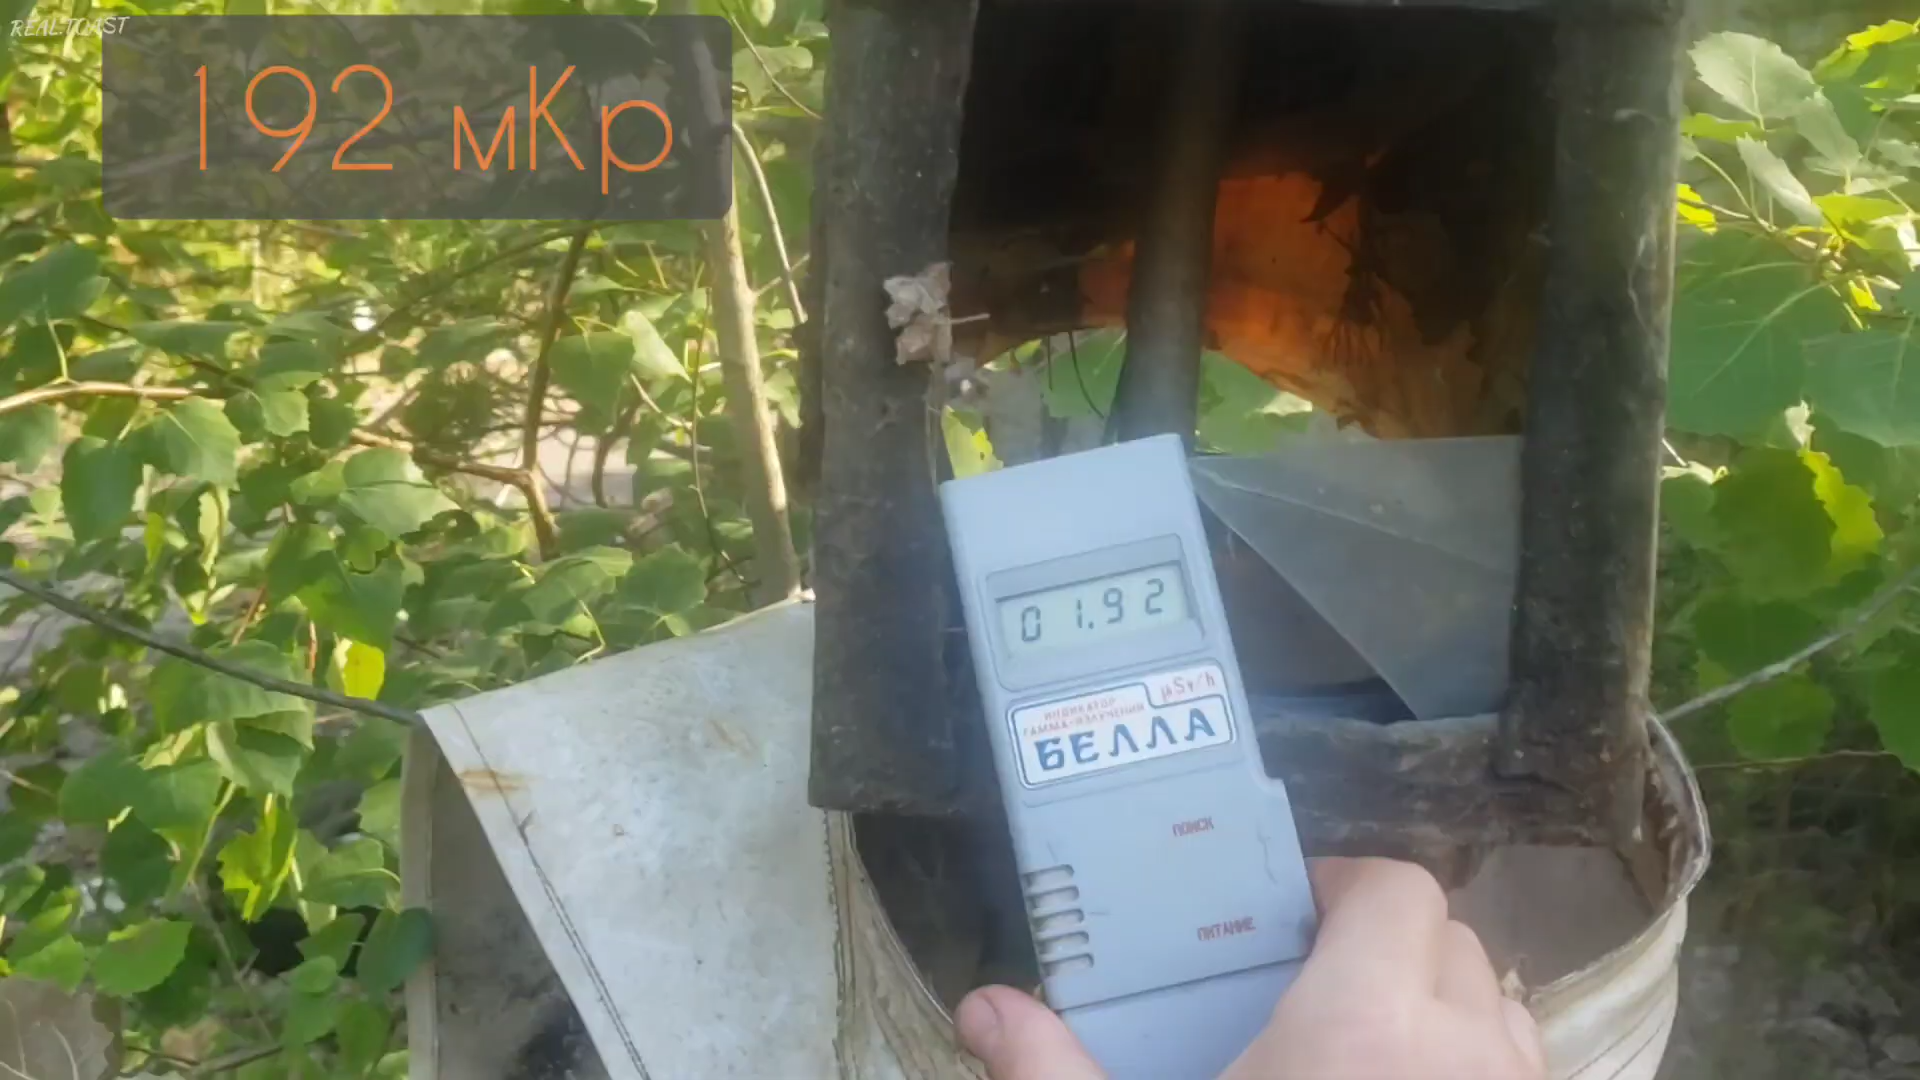 REAL.TOAST
192 мКр
01.92
µSv/h
ИНДИКАТОР
ГАММА-ИЗЛУЧЕНИЯ
БЕЛЛА
ПОИСК
ПИТАНИЕ